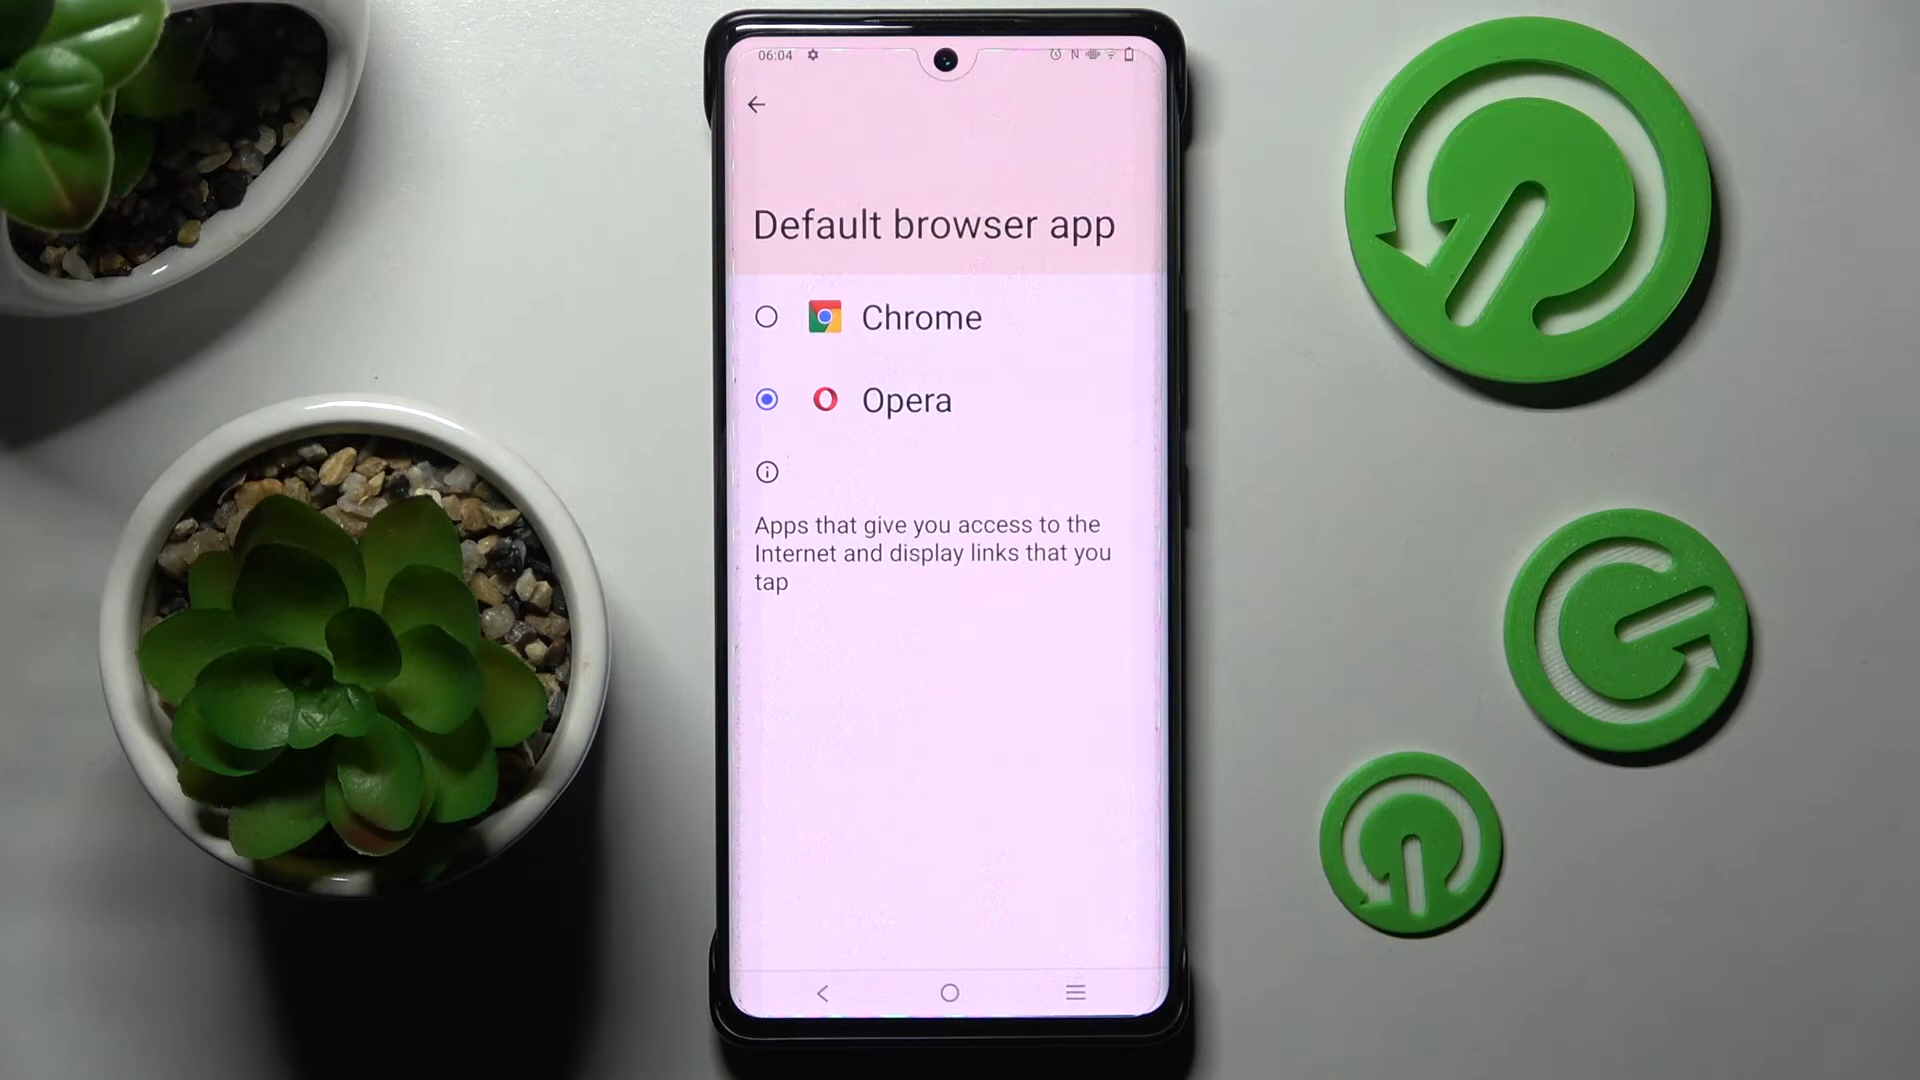 06:04
Default browser app
Chrome
Opera
Apps that give you access to the
Internet and display links that you
tap